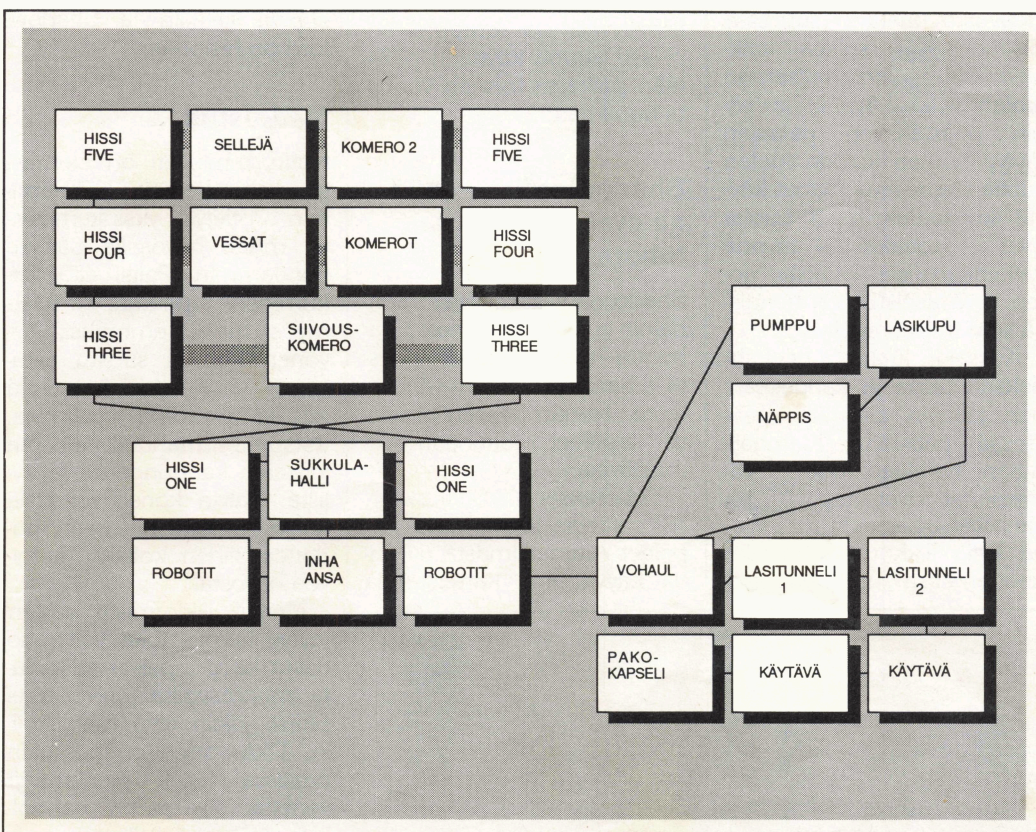 HISSI
FIVE
SELLEJÄ
KOMERO 2
HISSI
FIVE
HISSI
FOUR
VESSAT
KOMEROT
HISSI
FOUR
HISSI
THREE
SIIVOUS-
KOMERO
HISSI
THREE
PUMPPU
LASIKUPU
NÄPPIS
HISSI
ONE
SUKKULA-
HALLI
HISSI
ONE
ROBOTIT
INHA
ANSA
ROBOTIT
VOHAUL
LASITUNNELI
1
LASITUNNELI
2
PAKO-
KAPSELI
KÄYTÄVÄ
KÄYTÄVÄ